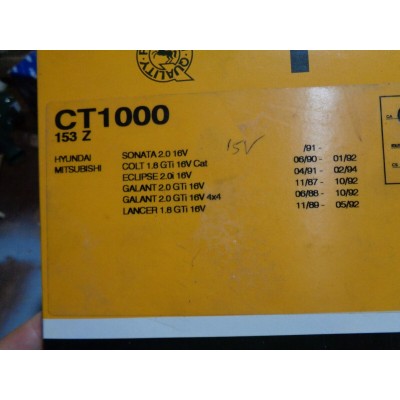 QUALITY
CT1000
153 Z
15V
HYUNDAI SONATA 2.0 16V /91 -
MITSUBISHI COLT 1.8 GTi 16V Cat 06/90 - 01/92
ECLIPSE 2.0i 16V 04/91 - 02/94
GALANT 2.0 GTi 16V 11/87 - 10/92
GALANT 2.0 GTi 16V 4x4 06/88 - 10/92
LANCER 1.8 GTi 16V 11/89 - 05/92